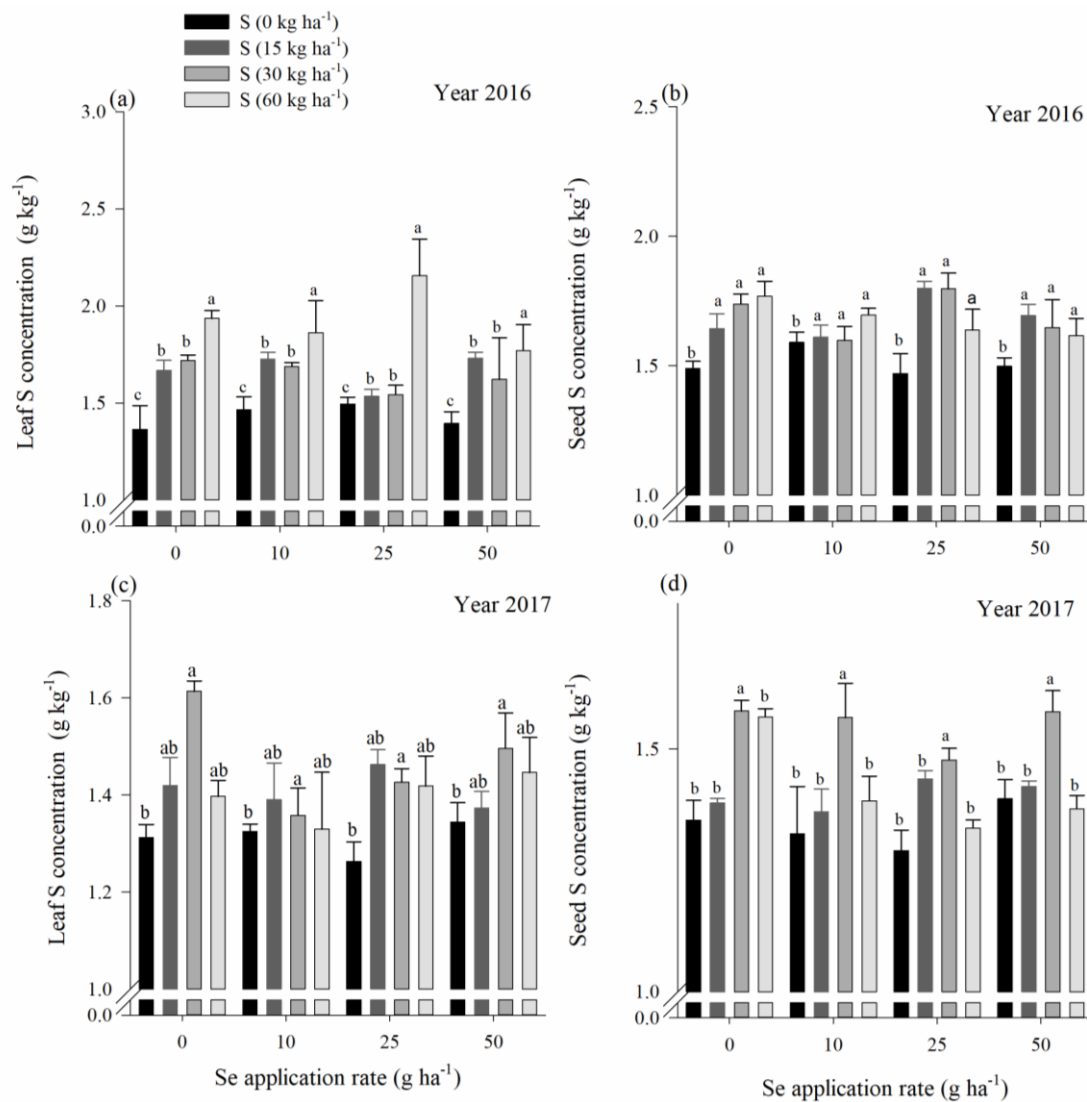 S (0 kg ha⁻¹)
S (15 kg ha⁻¹)
S (30 kg ha⁻¹)
S (60 kg ha⁻¹)
(a)
Year 2016
Leaf S concentration (g kg⁻¹)
3.0
2.5
2.0
1.5
1.0
0.0
c b b a
c b b a
c b b a
c b b a
0 10 25 50
(b)
Year 2016
Seed S concentration (g kg⁻¹)
2.5
2.0
1.5
1.0
0.0
b a a a
b a a a
b a a a
b a a a
0 10 25 50
(c)
Year 2017
Leaf S concentration (g kg⁻¹)
1.8
1.6
1.4
1.2
1.0
0.0
b ab a ab
b ab a ab
b ab a ab
b ab a ab
0 10 25 50
Se application rate (g ha⁻¹)
(d)
Year 2017
Seed S concentration (g kg⁻¹)
1.5
1.0
0.0
b b a b
b b a b
b b a b
b b a b
0 10 25 50
Se application rate (g ha⁻¹)